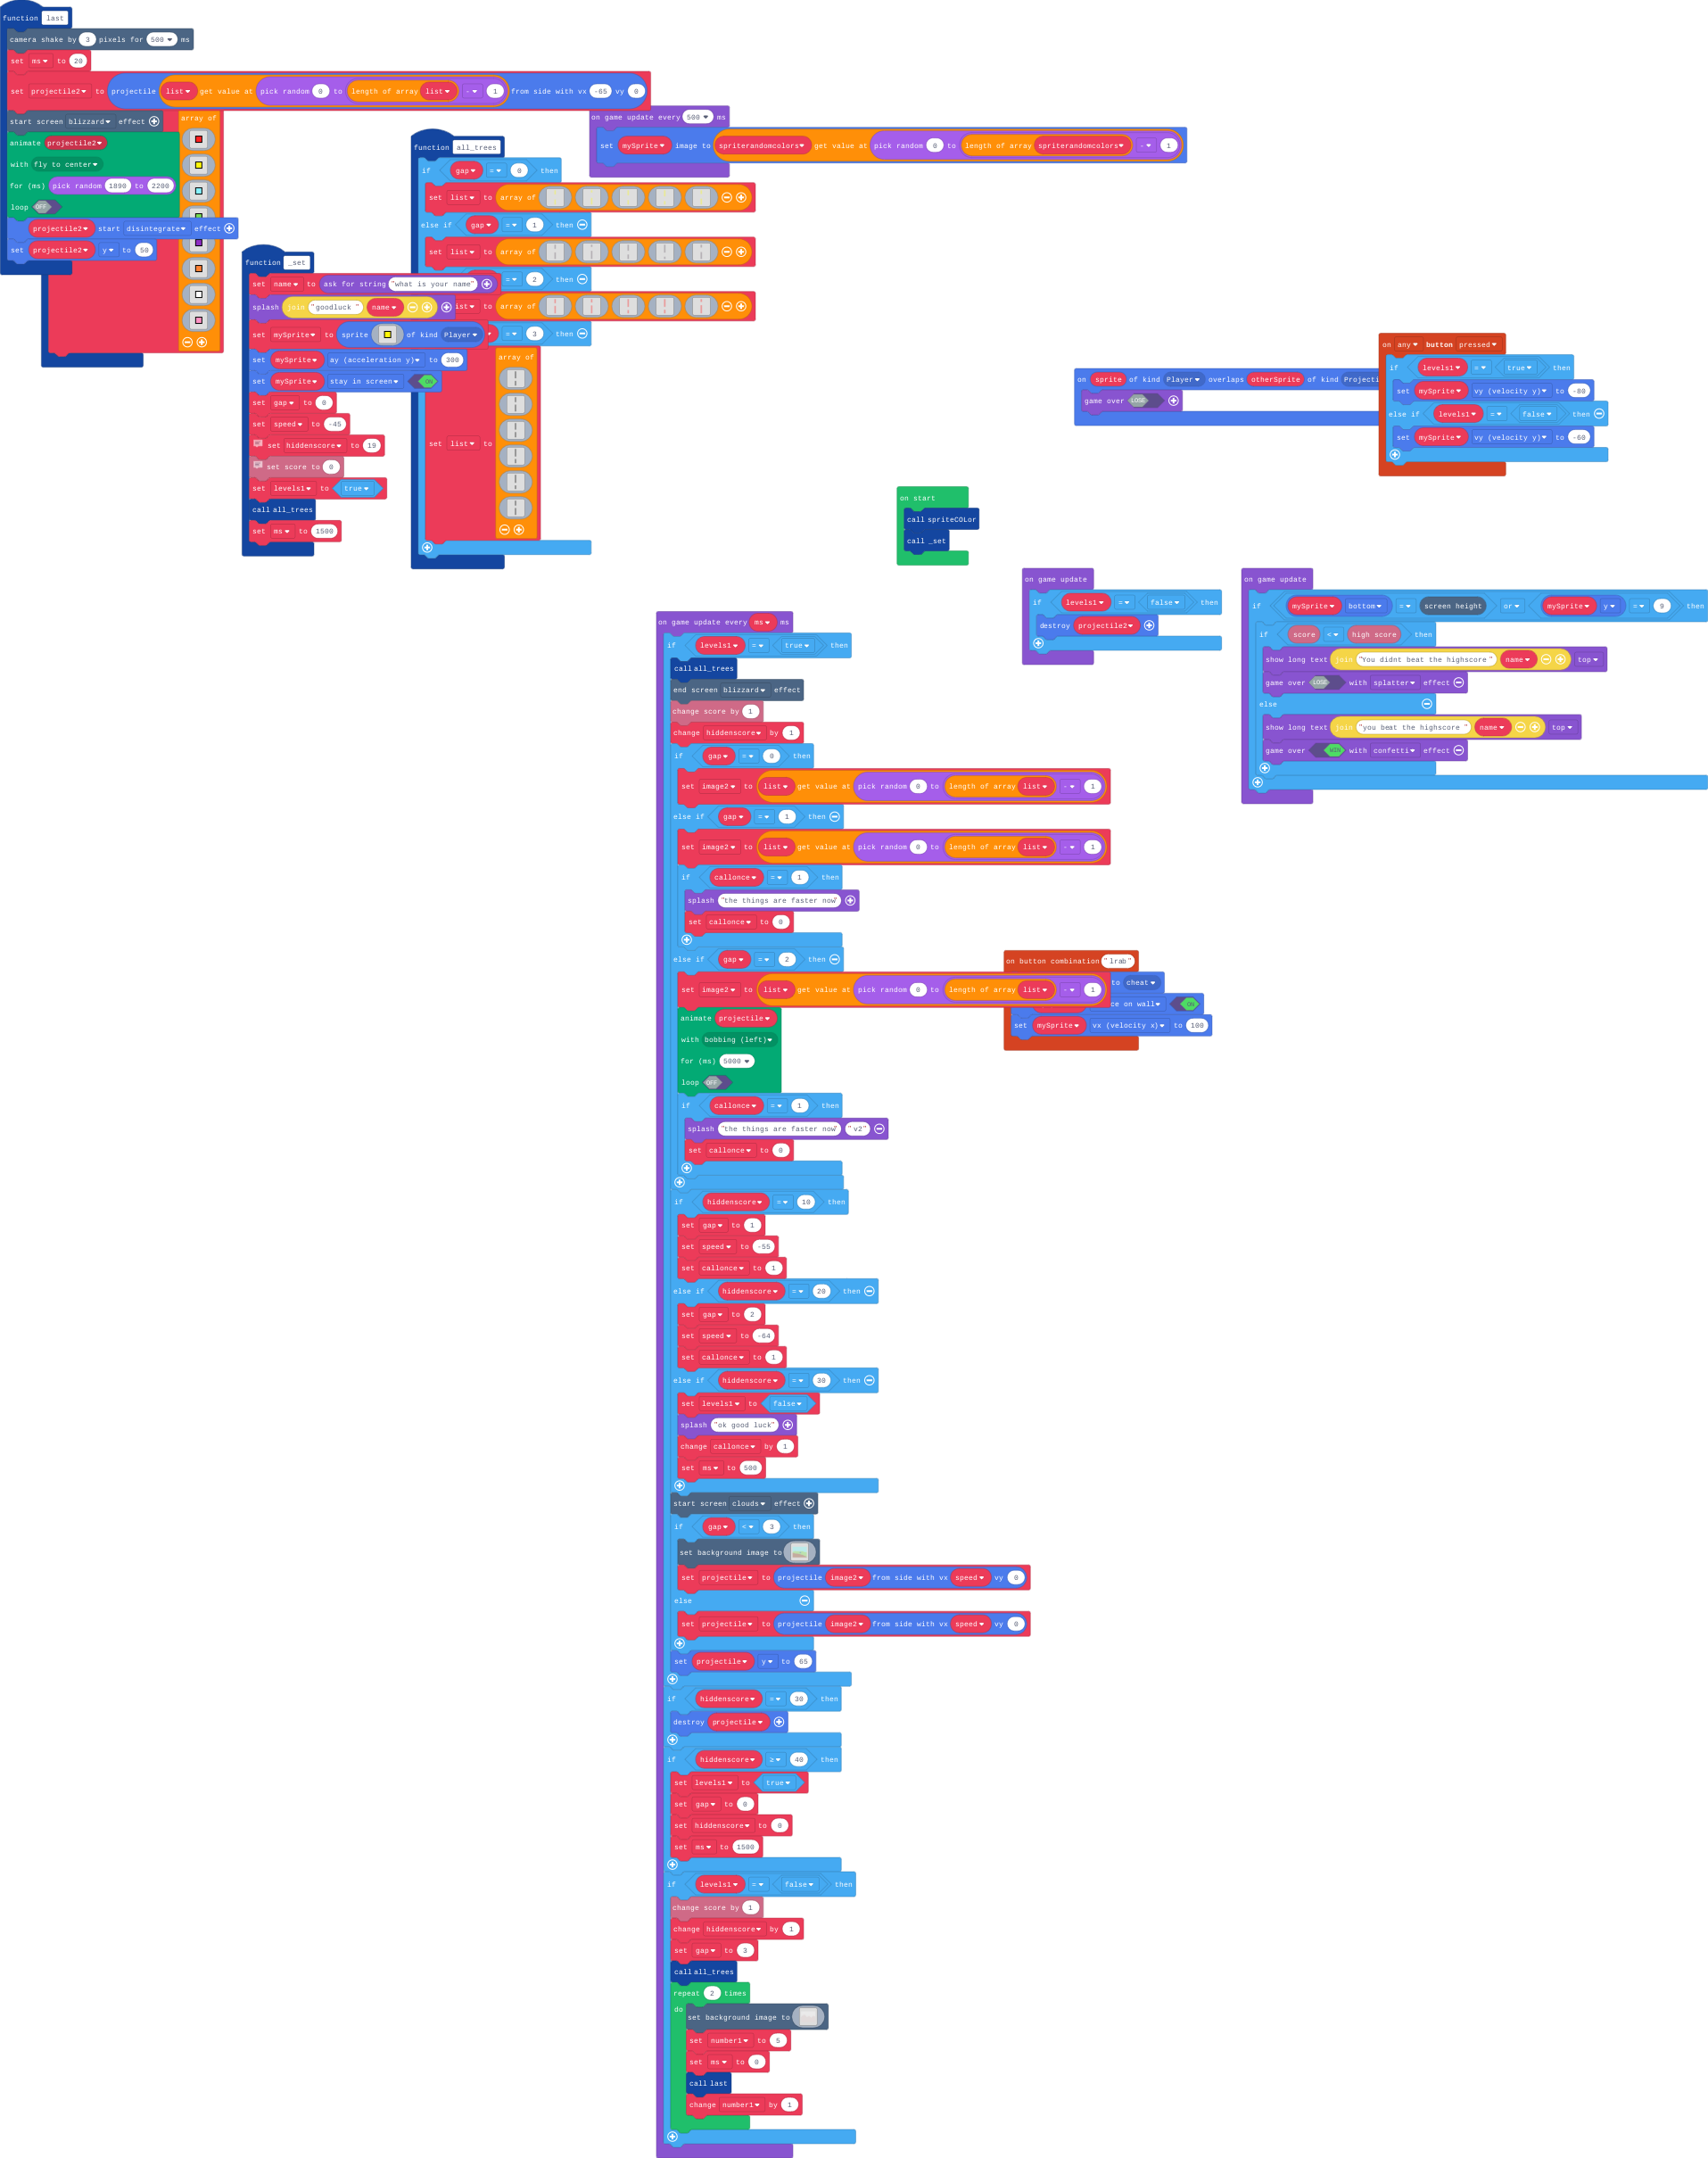 function last
camera shake by 3 pixels for 500 ms
set ms to 20
set projectile2 to projectile list get value at pick random 0 to length of array list - 1 from side with vx -65 vy 0
start screen blizzard effect
animate projectile2
with fly to center
for (ms) pick random 1890 to 2200
loop OFF
projectile2 start disintegrate effect
set projectile2 y to 50
array of
on game update every 500 ms
set mySprite image to spriterandomcolors get value at pick random 0 to length of array spriterandomcolors - 1
function all_trees
if gap = 0 then
set list to array of
else if gap = 1 then
set list to array of
= 2 then
ist to array of
= 3 then
array of
set list to
function _set
set name to ask for string "what is your name"
splash join "goodluck " name
set mySprite to sprite of kind Player
set mySprite ay (acceleration y) to 300
set mySprite stay in screen ON
set gap to 0
set speed to -45
set hiddenscore to 19
set score to 0
set levels1 to true
call all_trees
set ms to 1500
on sprite of kind Player overlaps otherSprite of kind Projecti
game over LOSE
on any button pressed
if levels1 = true then
set mySprite vy (velocity y) to -80
else if levels1 = false then
set mySprite vy (velocity y) to -60
on start
call spriteCOLor
call _set
on game update
if levels1 = false then
destroy projectile2
on game update
if mySprite bottom = screen height or mySprite y = 9 then
if score < high score then
show long text join "You didnt beat the highscore " name top
game over LOSE with splatter effect
else
show long text join "you beat the highscore " name top
game over WIN with confetti effect
on game update every ms ms
if levels1 = true then
call all_trees
end screen blizzard effect
change score by 1
change hiddenscore by 1
if gap = 0 then
set image2 to list get value at pick random 0 to length of array list - 1
else if gap = 1 then
set image2 to list get value at pick random 0 to length of array list - 1
if callonce = 1 then
splash "the things are faster now"
set callonce to 0
else if gap = 2 then
set image2 to list get value at pick random 0 to length of array list - 1
animate projectile
with bobbing (left)
for (ms) 5000
loop OFF
if callonce = 1 then
splash "the things are faster now" " v2"
set callonce to 0
if hiddenscore = 10 then
set gap to 1
set speed to -55
set callonce to 1
else if hiddenscore = 20 then
set gap to 2
set speed to -64
set callonce to 1
else if hiddenscore = 30 then
set levels1 to false
splash "ok good luck"
change callonce by 1
set ms to 500
start screen clouds effect
if gap < 3 then
set background image to
set projectile to projectile image2 from side with vx speed vy 0
else
set projectile to projectile image2 from side with vx speed vy 0
set projectile y to 65
if hiddenscore = 30 then
destroy projectile
if hiddenscore ≥ 40 then
set levels1 to true
set gap to 0
set hiddenscore to 0
set ms to 1500
if levels1 = false then
change score by 1
change hiddenscore by 1
set gap to 3
call all_trees
repeat 2 times
do
set background image to
set number1 to 5
set ms to 0
call last
change number1 by 1
on button combination "lrab"
to cheat
ce on wall ON
set mySprite vx (velocity x) to 100